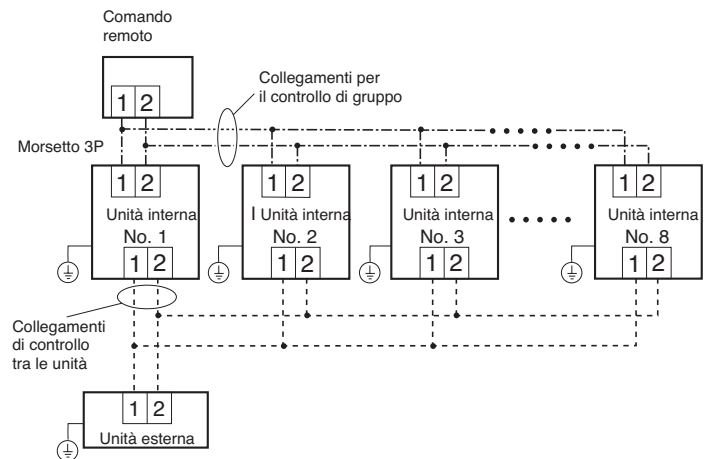 Comando
remoto
1 2
Collegamenti per
il controllo di gruppo
Morsetto 3P
1 2
1 2
1 2
1 2
Unità interna
No. 1
I Unità interna
No. 2
Unità interna
No. 3
Unità interna
No. 8
1 2
1 2
1 2
1 2
Collegamenti
di controllo
tra le unità
1 2
Unità esterna